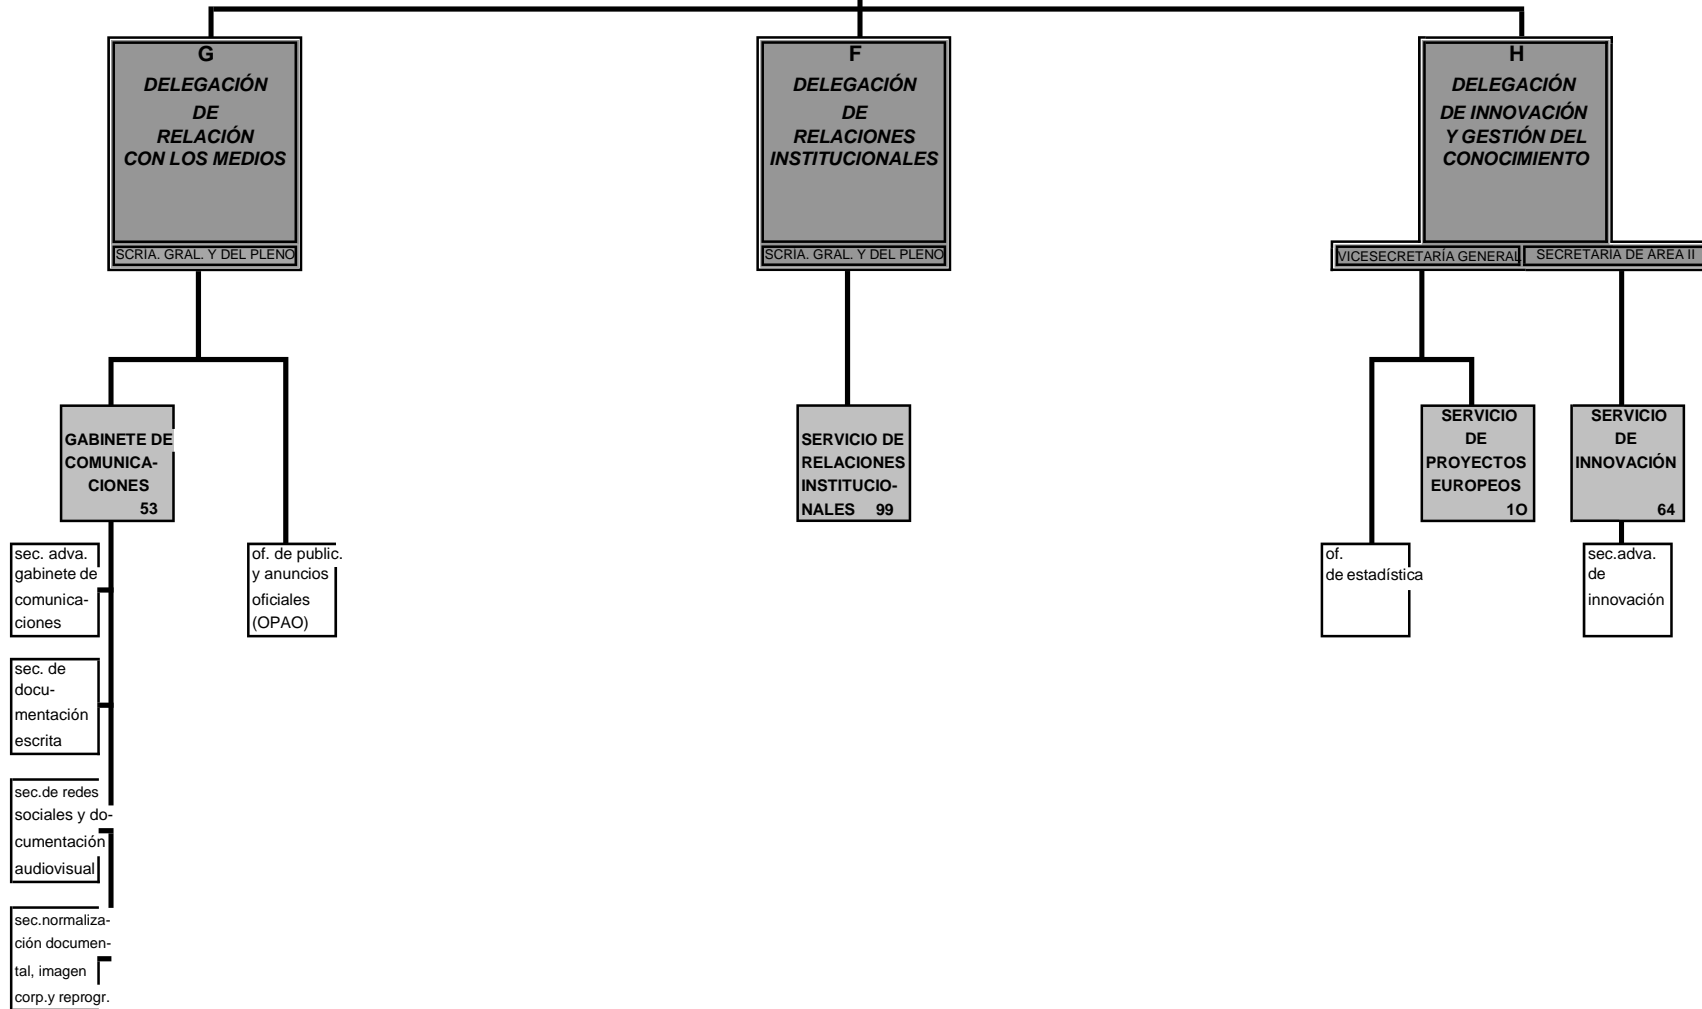 G
DELEGACIÓN
DE
RELACIÓN
CON LOS MEDIOS
SCRIA. GRAL. Y DEL PLENO
F
DELEGACIÓN
DE
RELACIONES
INSTITUCIONALES
SCRIA. GRAL. Y DEL PLENO
H
DELEGACIÓN
DE INNOVACIÓN
Y GESTIÓN DEL
CONOCIMIENTO
VICESECRETARÍA GENERAL
SECRETARIA DE AREA II
GABINETE DE
COMUNICA-
CIONES
53
SERVICIO DE
RELACIONES
INSTITUCIO-
NALES 99
SERVICIO
DE
PROYECTOS
EUROPEOS
1O
SERVICIO
DE
INNOVACIÓN
64
sec. adva.
gabinete de
comunica-
ciones
of. de public.
y anuncios
oficiales
(OPAO)
of.
de estadística
sec.adva.
de
innovación
sec. de
docu-
mentación
escrita
sec.de redes
sociales y do-
cumentación
audiovisual
sec.normaliza-
ción documen-
tal, imagen
corp.y reprogr.